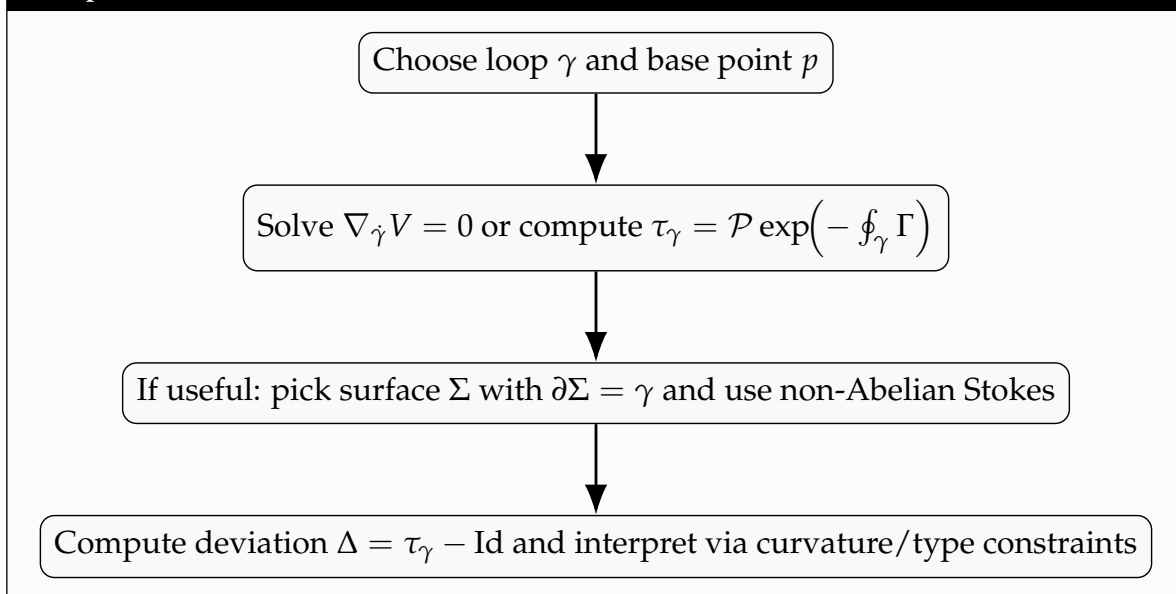 Choose loop γ and base point p
Solve ∇_γ̇ V = 0 or compute τ_γ = 𝒫 exp(− ∮_γ Γ)
If useful: pick surface Σ with ∂Σ = γ and use non-Abelian Stokes
Compute deviation Δ = τ_γ − Id and interpret via curvature/type constraints